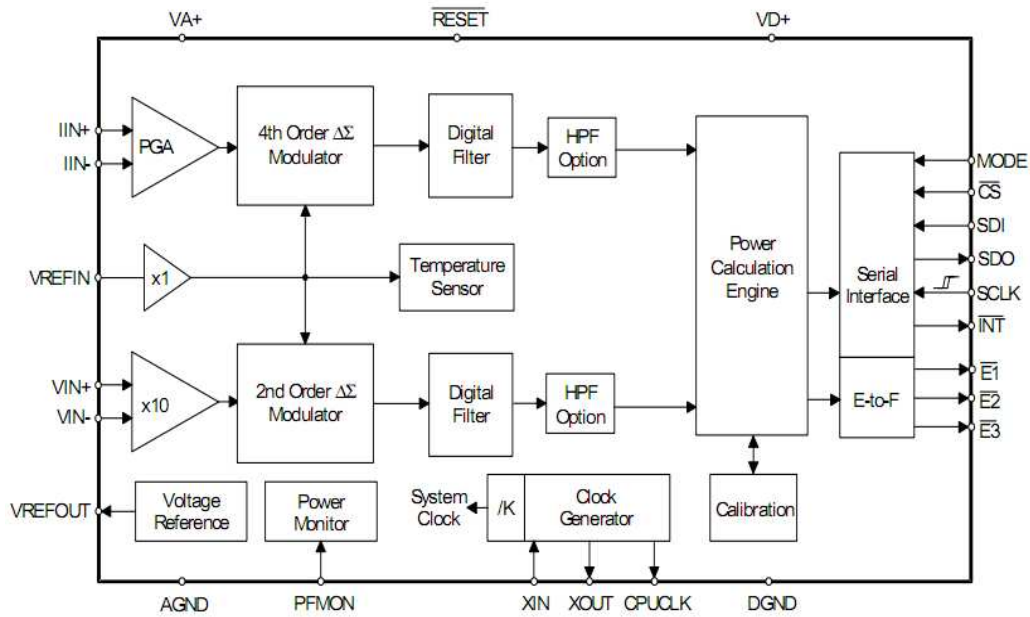 VA+
RESET
VD+
IIN+
IIN-
PGA
4th Order ΔΣ
Modulator
Digital
Filter
HPF
Option
VREFIN
x1
Temperature
Sensor
VIN+
VIN-
x10
2nd Order ΔΣ
Modulator
Digital
Filter
HPF
Option
Power
Calculation
Engine
Serial
Interface
E-to-F
MODE
CS
SDI
SDO
SCLK
INT
E1
E2
E3
VREFOUT
Voltage
Reference
Power
Monitor
System
Clock
/K
Clock
Generator
Calibration
AGND
PFMON
XIN
XOUT
CPUCLK
DGND